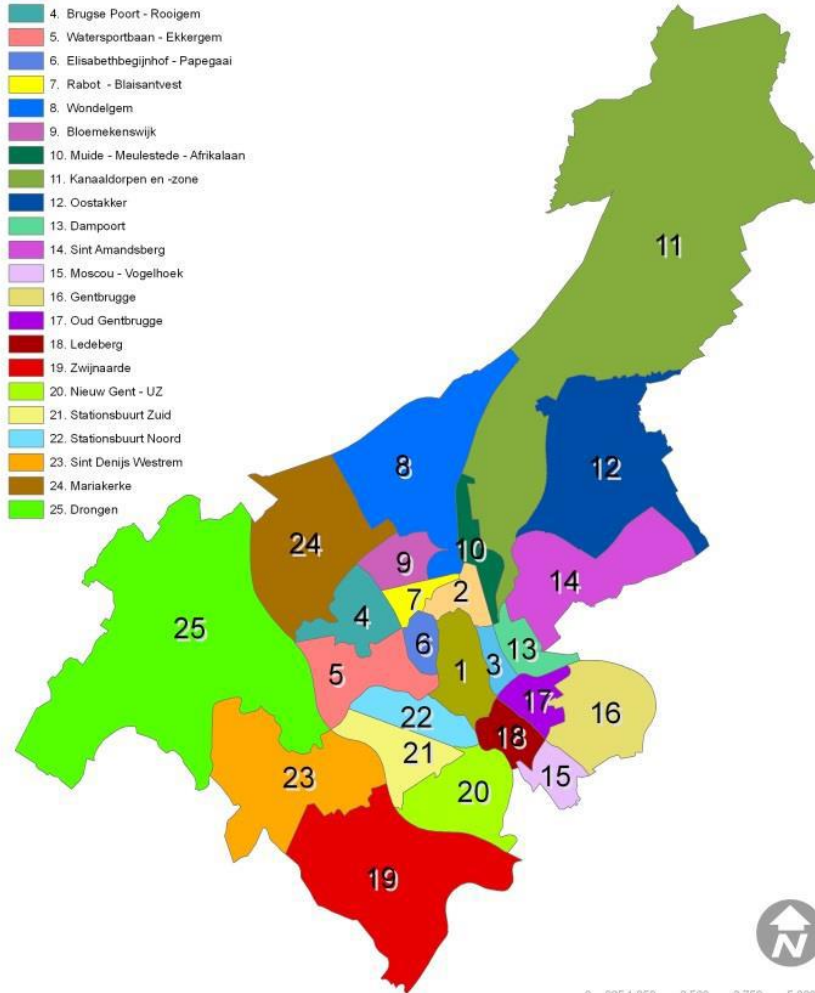 4. Brugse Poort - Rooigem
5. Watersportbaan - Ekkergem
6. Elisabethbegijnhof - Papegaai
7. Rabot - Blaisantvest
8. Wondelgem
9. Bloemekenswijk
10. Muide - Meulestede - Afrikalaan
11. Kanaaldorpen en -zone
12. Oostakker
13. Dampoort
14. Sint Amandsberg
15. Moscou - Vogelhoek
16. Gentbrugge
17. Oud Gentbrugge
18. Ledeberg
19. Zwijnaarde
20. Nieuw Gent - UZ
21. Stationsbuurt Zuid
22. Stationsbuurt Noord
23. Sint Denijs Westrem
24. Mariakerke
25. Drongen
11
8
12
24
10
9
14
2
7
4
25
6
13
1
3
5
17
16
22
18
21
15
23
20
19
N